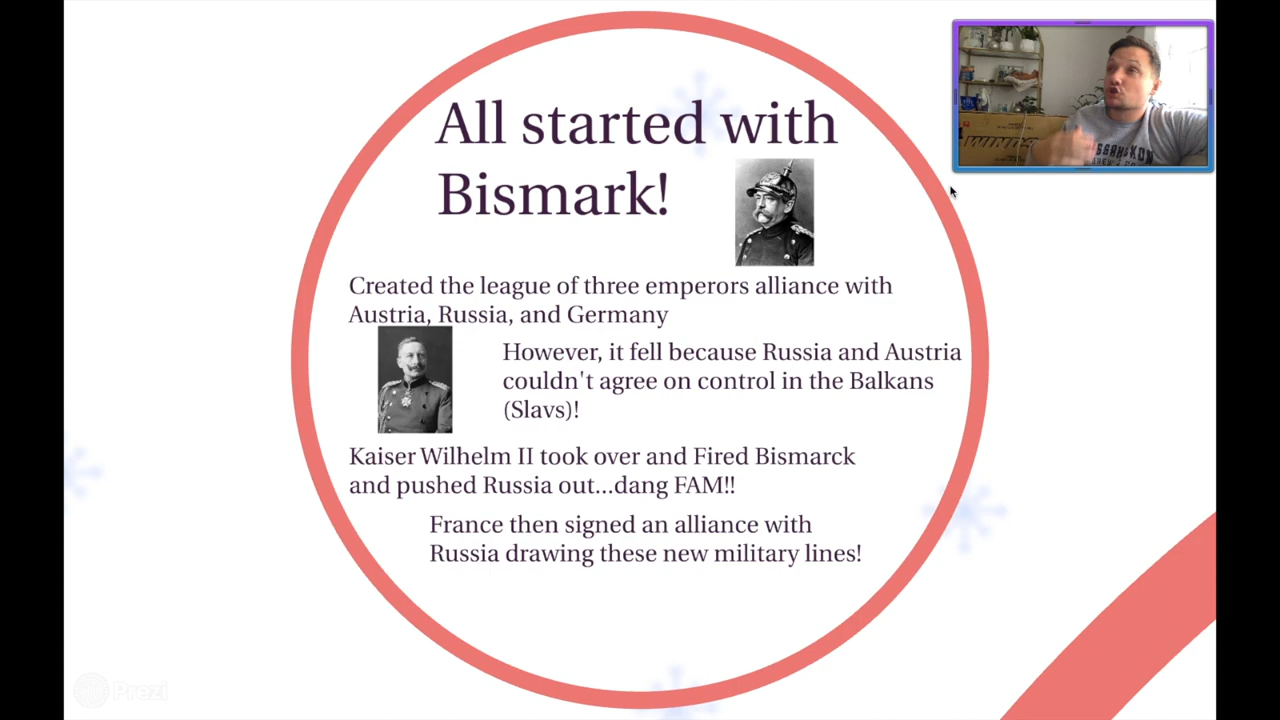 All started with
Bismark!
Created the league of three emperors alliance with
Austria, Russia, and Germany
However, it fell because Russia and Austria
couldn't agree on control in the Balkans
(Slavs)!
Kaiser Wilhelm II took over and Fired Bismarck
and pushed Russia out...dang FAM!!
France then signed an alliance with
Russia drawing these new military lines!
Prezi